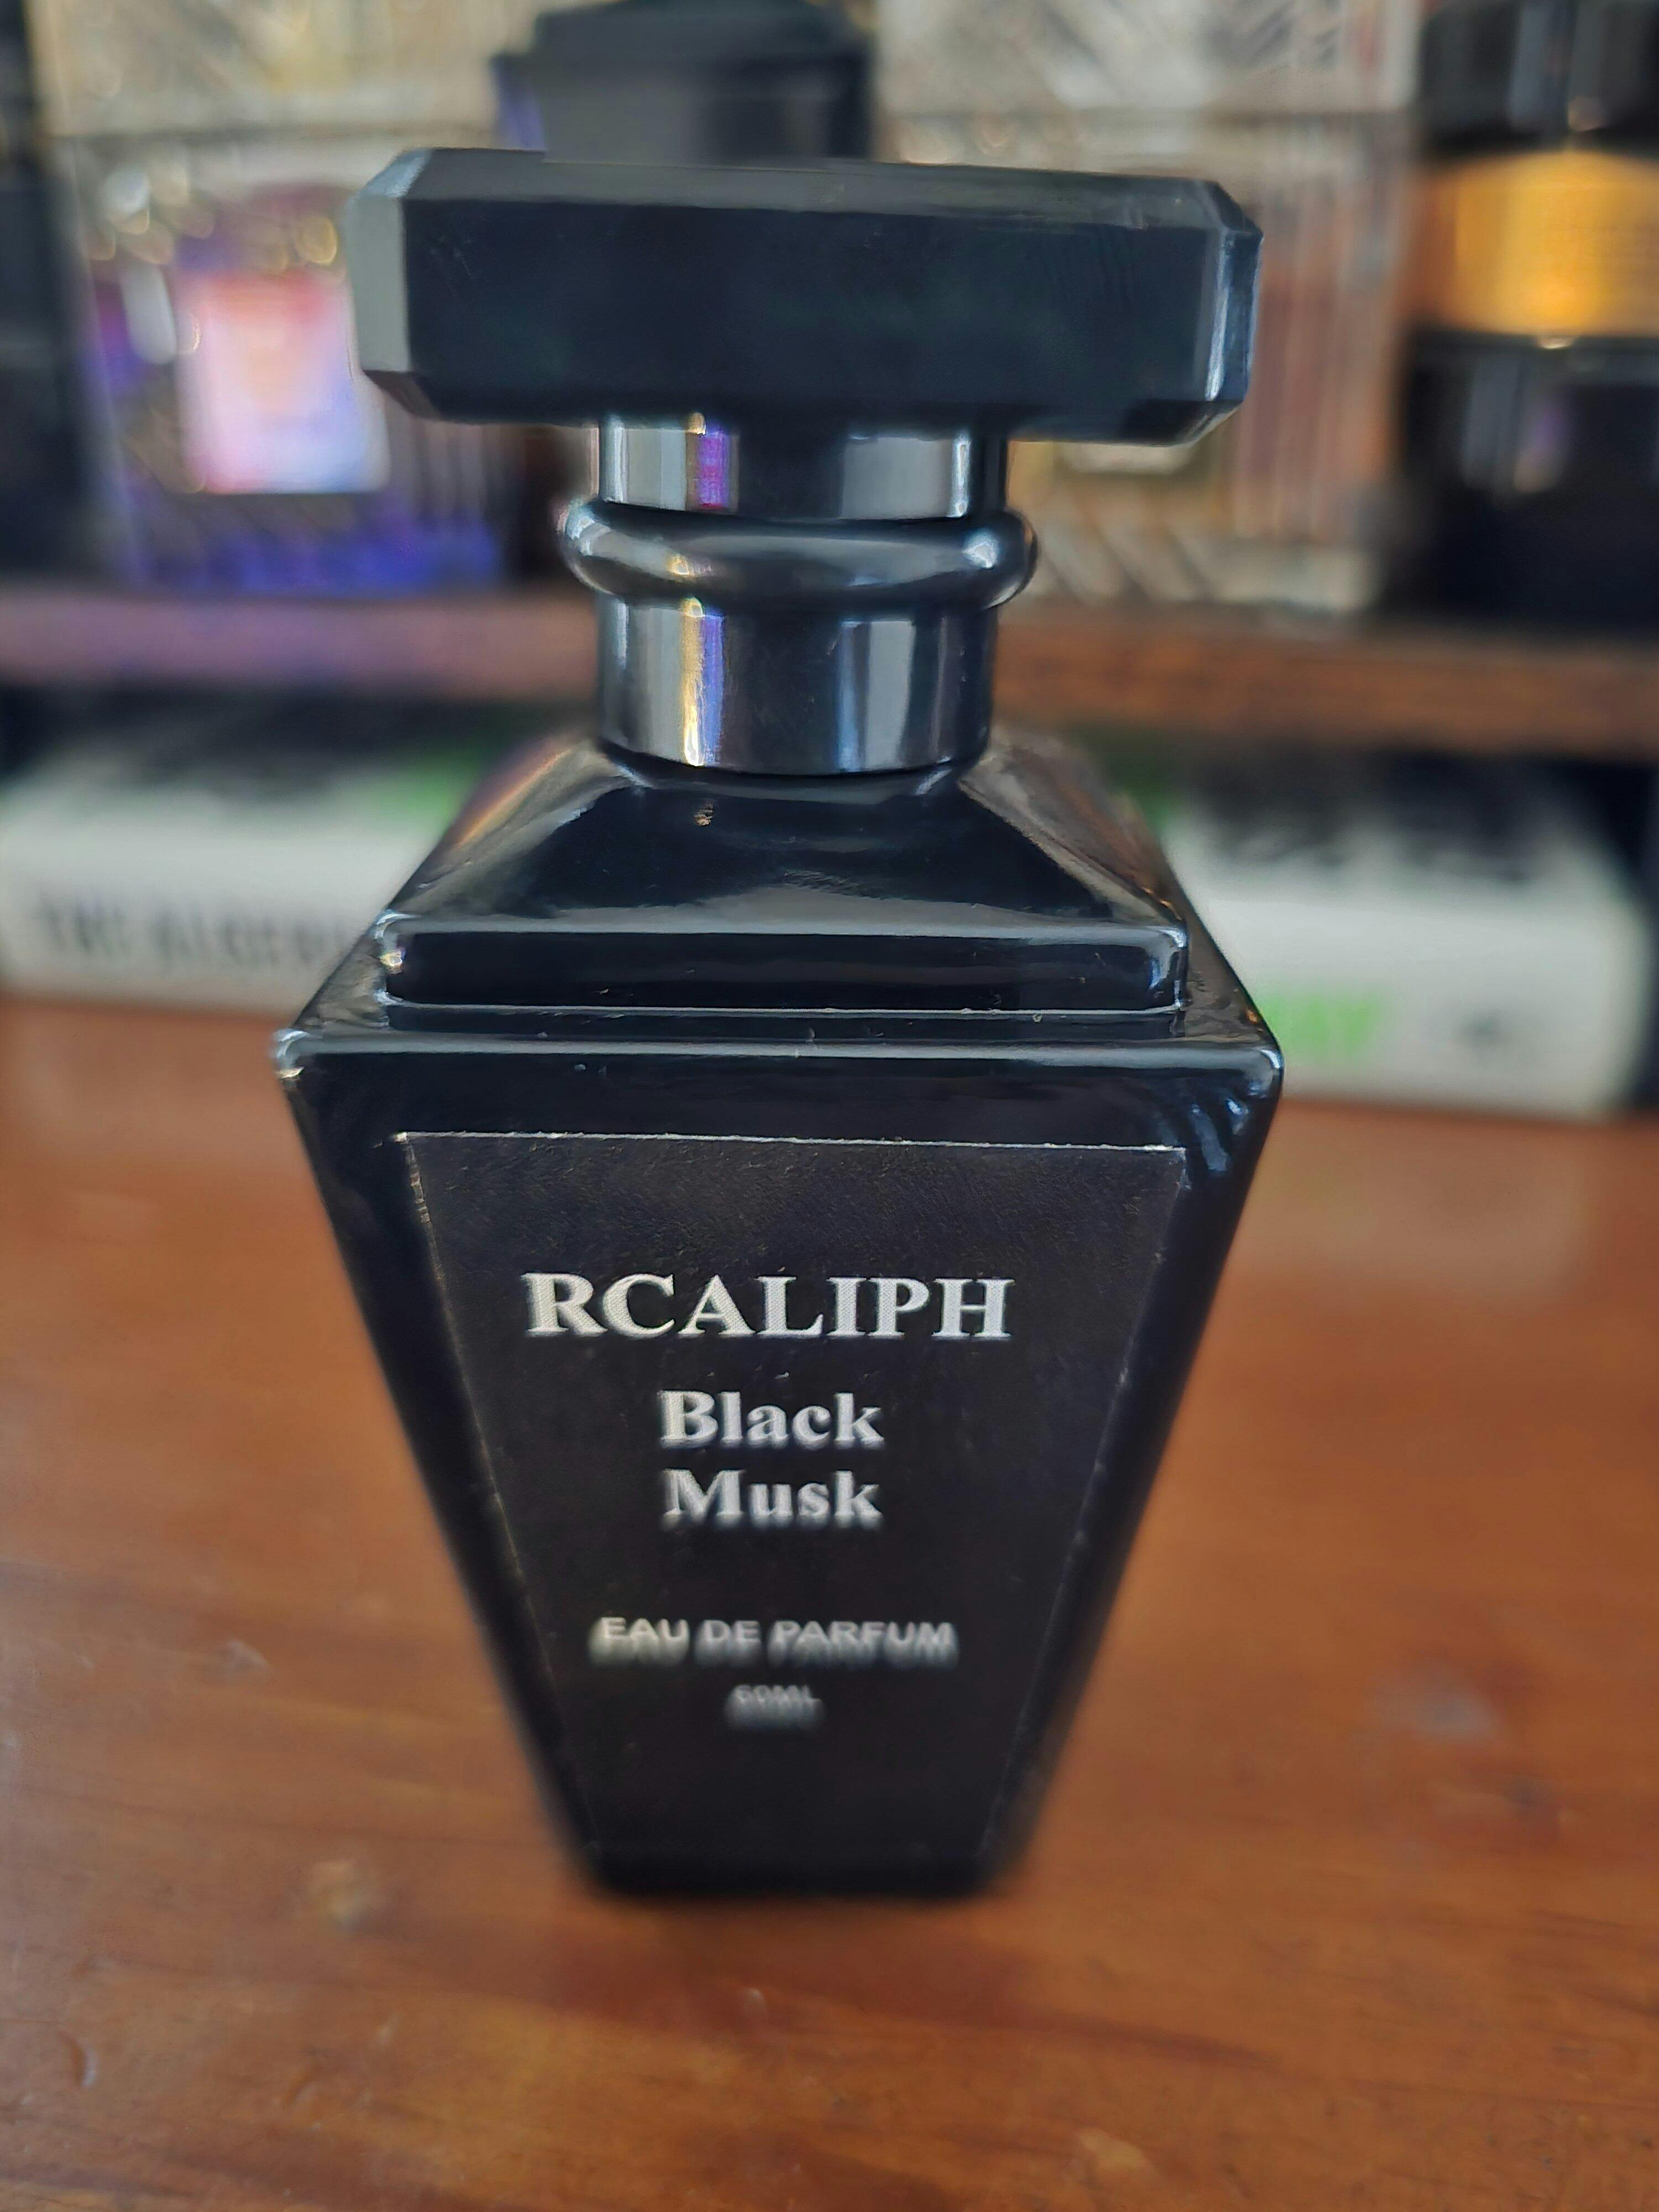 RCALIPH
Black
Musk
EAU DE PARFUM
60ML